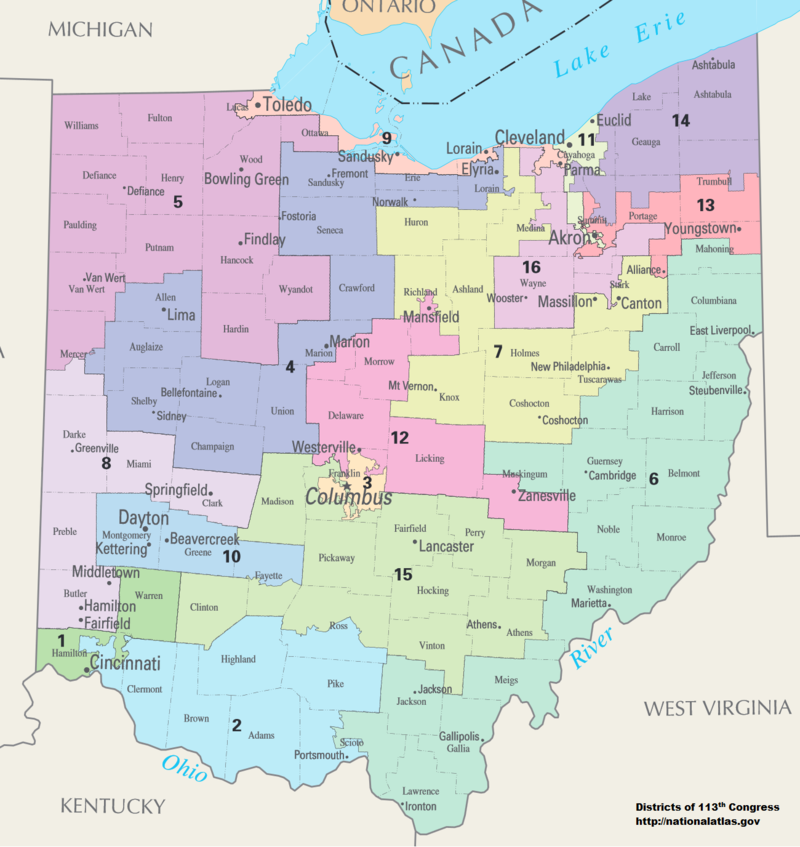 ONTARIO
MICHIGAN
CANADA
Lake Erie
Ashtabula
Lucas
Toledo
Lake
Ashtabula
Williams
Fulton
Ottawa
9
Euclid
14
Cleveland
11
Geauga
Wood
Sandusky
Lorain
Cuyahoga
Defiance
Henry
Bowling Green
Fremont
Sandusky
Erie
Elyria
Parma
Trumbull
Defiance
5
Norwalk
Lorain
13
Fostoria
Huron
Medina
Summit
Portage
Youngstown
Paulding
Seneca
Akron
Putnam
Findlay
Mahoning
Hancock
16
Alliance
Van Wert
Van Wert
Wyandot
Crawford
Richland
Ashland
Wayne
Stark
Allen
Wooster
Massillon
Canton
Columbiana
Lima
Mansfield
Hardin
East Liverpool
Auglaize
Marion
Marion
Carroll
Mercer
Morrow
7
Holmes
4
New Philadelphia
Jefferson
Logan
Mt Vernon
Tuscarawas
Steubenville
Bellefontaine
Knox
Shelby
Union
Delaware
Coshocton
Harrison
Sidney
Coshocton
Darke
12
Greenville
Champaign
Westerville
8
Miami
Licking
Guernsey
Franklin
Muskingum
Cambridge
6
Belmont
3
Springfield
Columbus
Zanesville
Clark
Madison
Dayton
Fairfield
Perry
Noble
Preble
Montgomery
Beavercreek
Lancaster
Monroe
Kettering
Greene
10
Pickaway
Morgan
Middletown
Fayette
15
Hocking
Washington
Butler
Warren
Marietta
Hamilton
Clinton
Fairfield
Ross
Athens
Athens
1
Vinton
Hamilton
Cincinnati
Highland
River
Meigs
Clermont
Pike
Jackson
Jackson
WEST VIRGINIA
Brown
2
Adams
Gallipolis
Scioto
Gallia
Portsmouth
Ohio
Lawrence
Ironton
KENTUCKY
Districts of 113th Congress
http://nationalatlas.gov